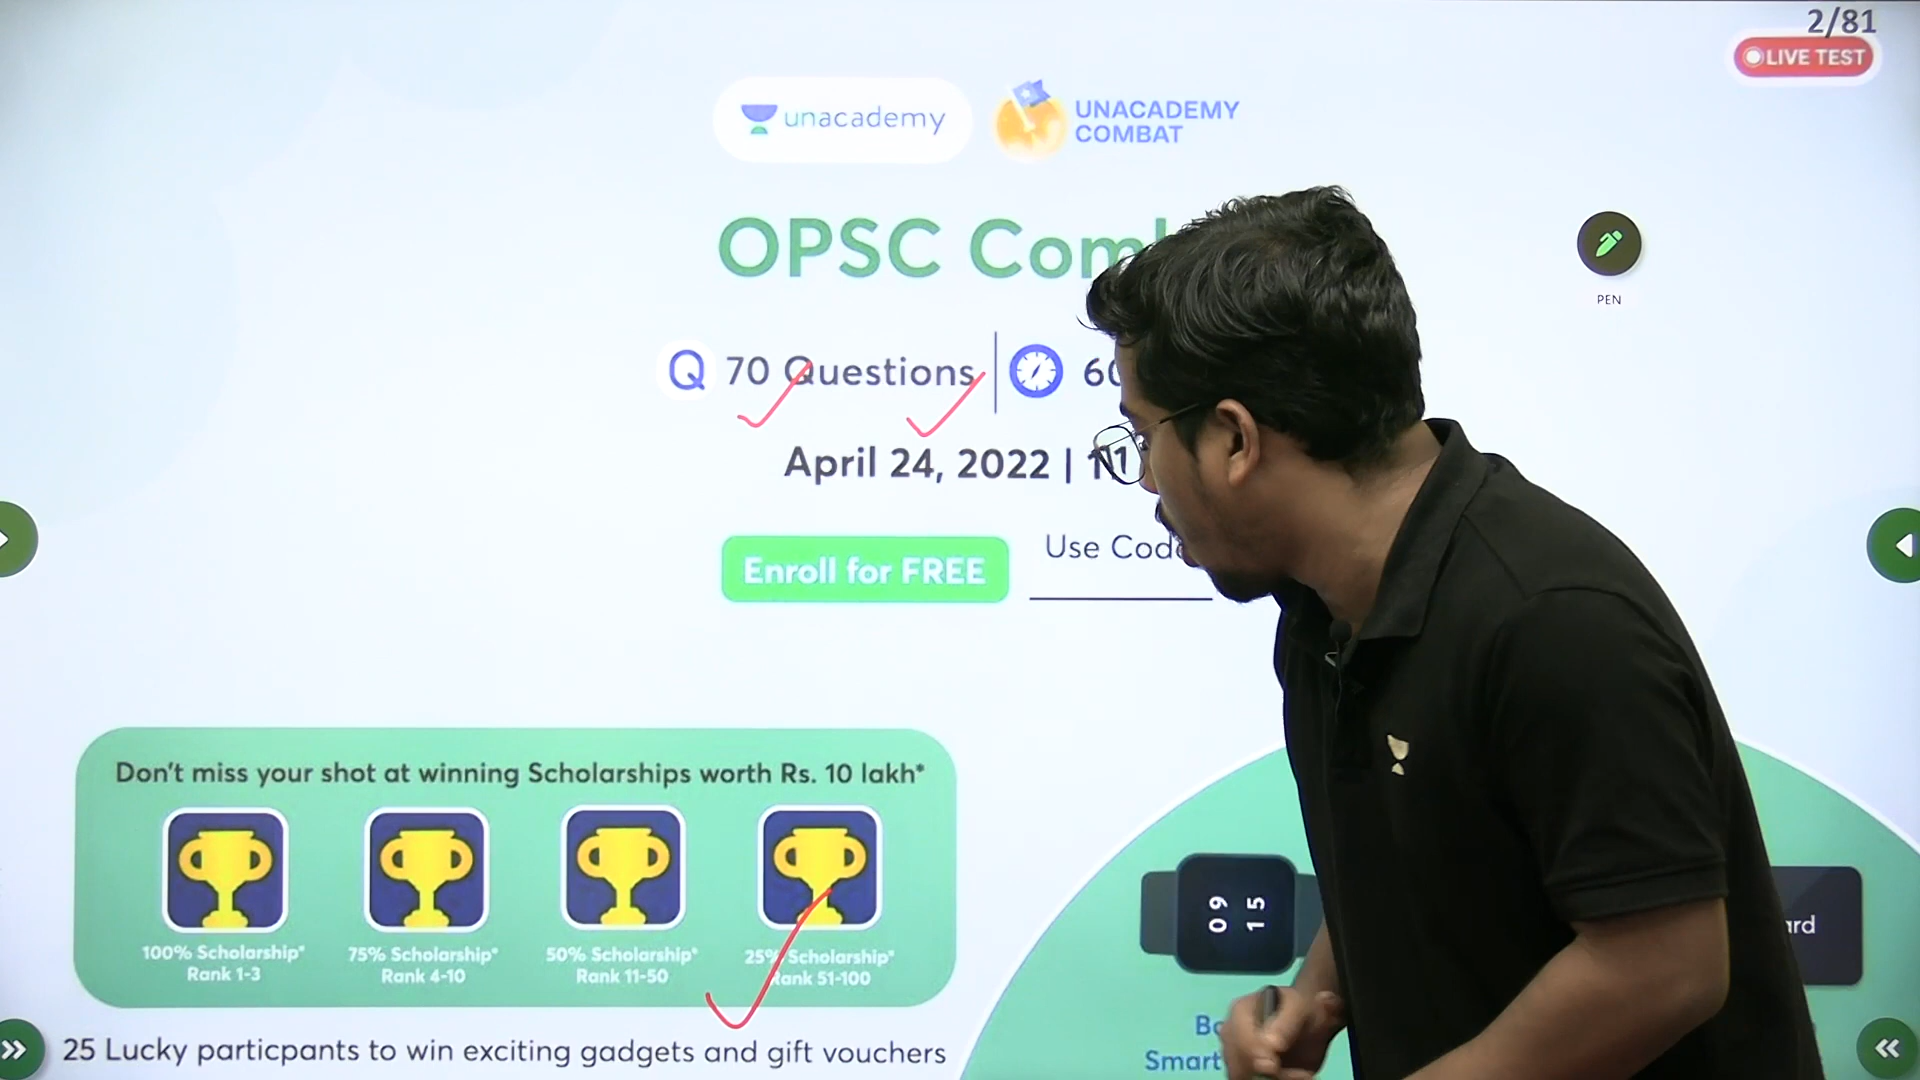 2/81
LIVE TEST
unacademy
UNACADEMY
COMBAT
OPSC Com
PEN
Q 70 Questions
60
April 24, 2022 | 11
Enroll for FREE
Use Code
Don't miss your shot at winning Scholarships worth Rs. 10 lakh*
100% Scholarship*
Rank 1-3
75% Scholarship*
Rank 4-10
50% Scholarship*
Rank 11-50
25% Scholarship*
Rank 51-100
09
15
25 Lucky particpants to win exciting gadgets and gift vouchers
Smart